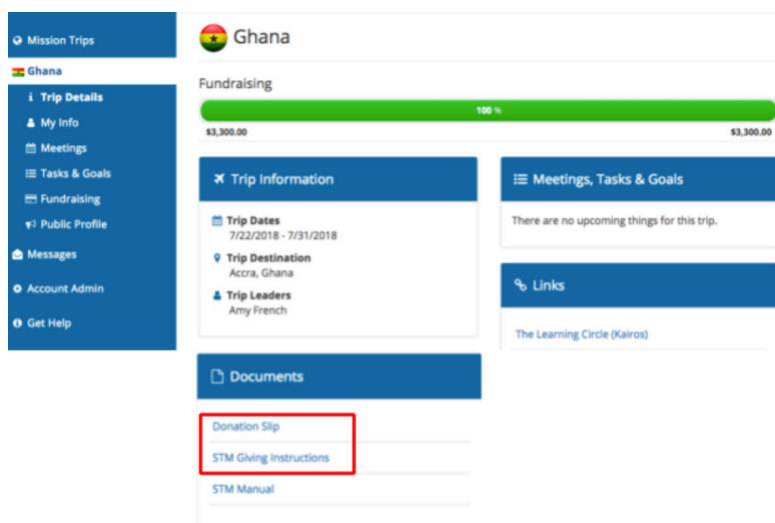 Mission Trips
Ghana
i Trip Details
My Info
Meetings
Tasks & Goals
Fundraising
Public Profile
Messages
Account Admin
Get Help
Ghana
Fundraising
100 %
$3,300.00 $3,300.00
Trip Information
Trip Dates
7/22/2018 - 7/31/2018
Trip Destination
Accra, Ghana
Trip Leaders
Amy French
Meetings, Tasks & Goals
There are no upcoming things for this trip.
Links
The Learning Circle (Kairos)
Documents
Donation Slip
STM Giving Instructions
STM Manual